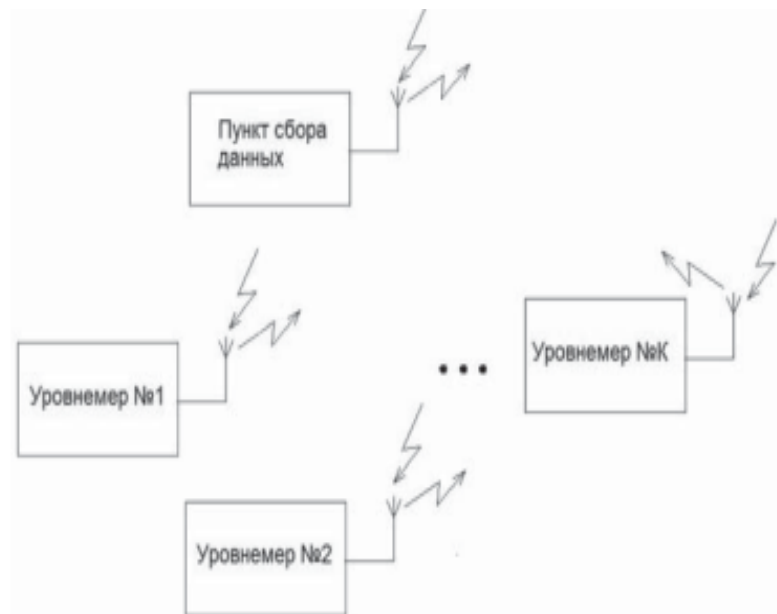 Пункт сбора
данных
Уровнемер №1
Уровнемер №К
Уровнемер №2